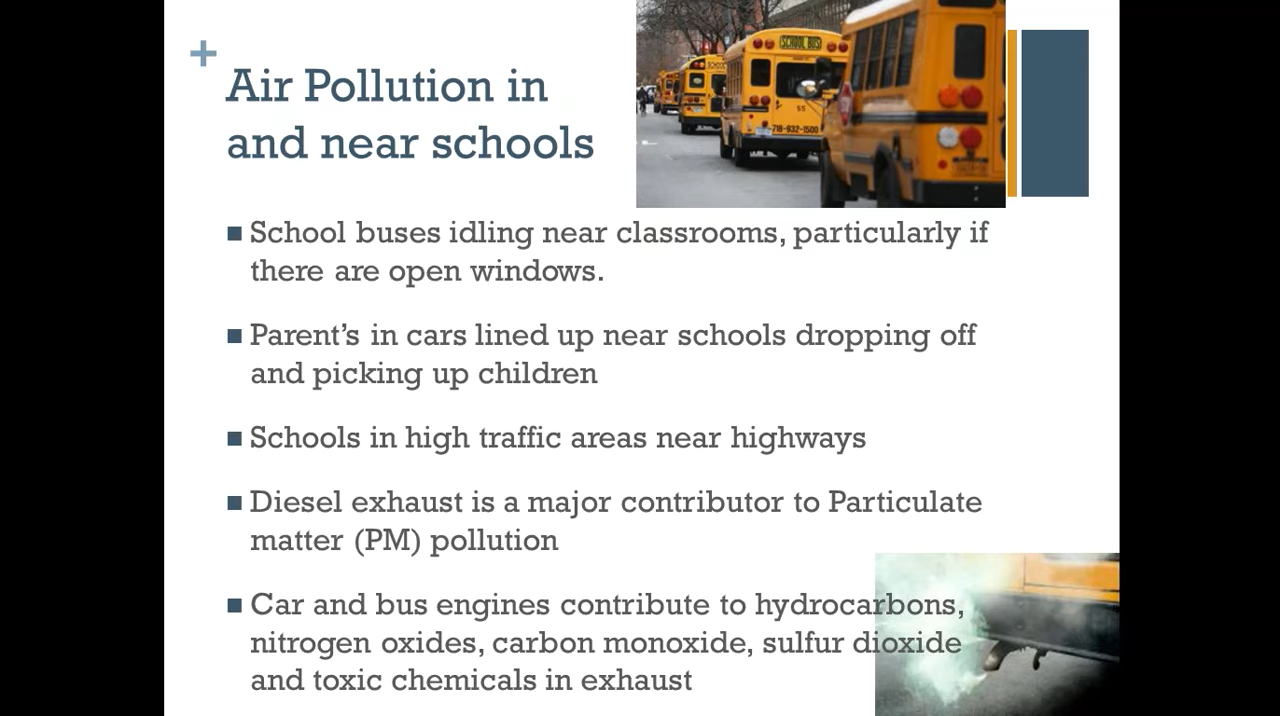 +
Air Pollution in
and near schools
SCHOOL BUS
55
718-932-1500
■ School buses idling near classrooms, particularly if
there are open windows.
■ Parent's in cars lined up near schools dropping off
and picking up children
■ Schools in high traffic areas near highways
■ Diesel exhaust is a major contributor to Particulate
matter (PM) pollution
■ Car and bus engines contribute to hydrocarbons,
nitrogen oxides, carbon monoxide, sulfur dioxide
and toxic chemicals in exhaust